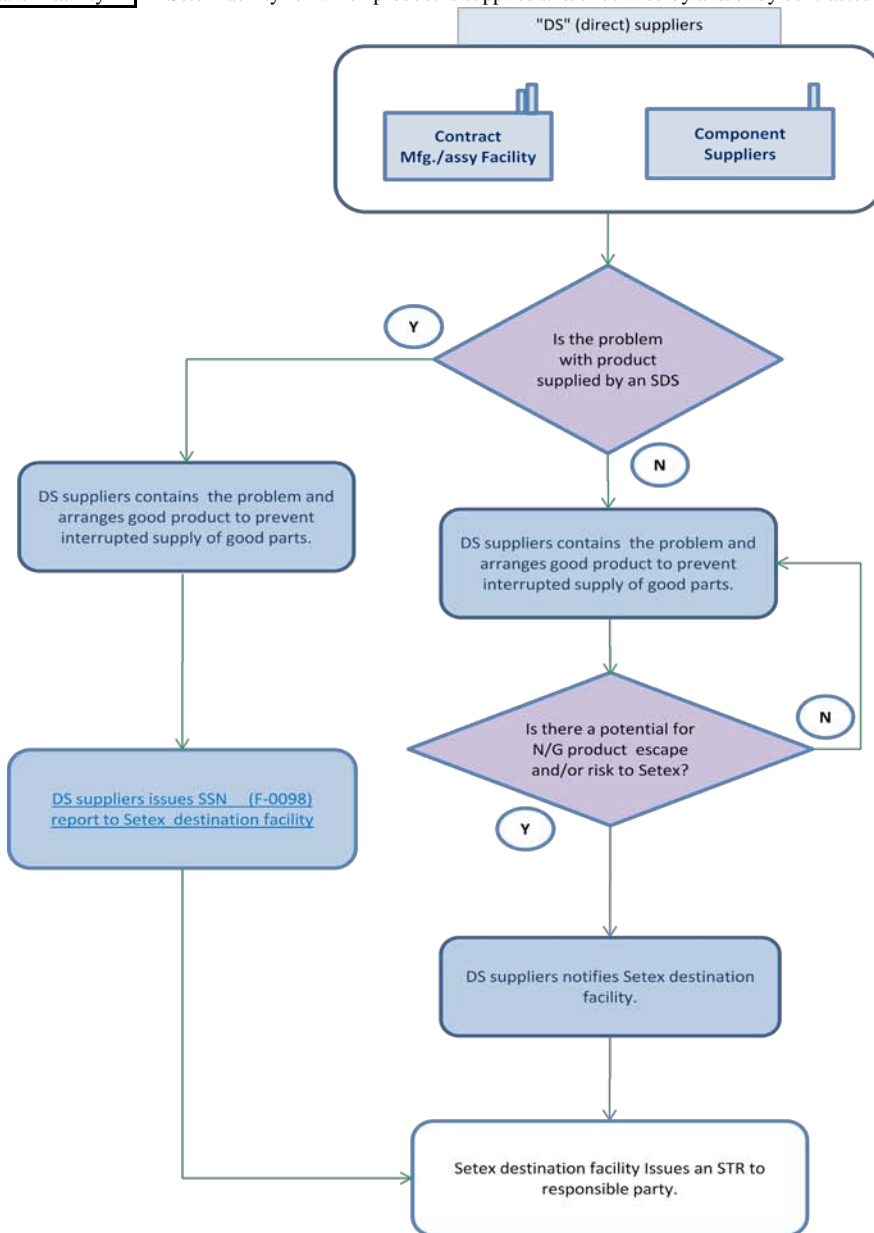 "DS" (direct) suppliers
Contract
Mfg./assy Facility
Component
Suppliers
Y
Is the problem
with product
supplied by an SDS
N
DS suppliers contains the problem and
arranges good product to prevent
interrupted supply of good parts.
DS suppliers contains the problem and
arranges good product to prevent
interrupted supply of good parts.
Is there a potential for
N/G product escape
and/or risk to Setex?
N
Y
DS suppliers issues SSN (F-0098)
report to Setex destination facility
DS suppliers notifies Setex destination
facility.
Setex destination facility Issues an STR to
responsible party.